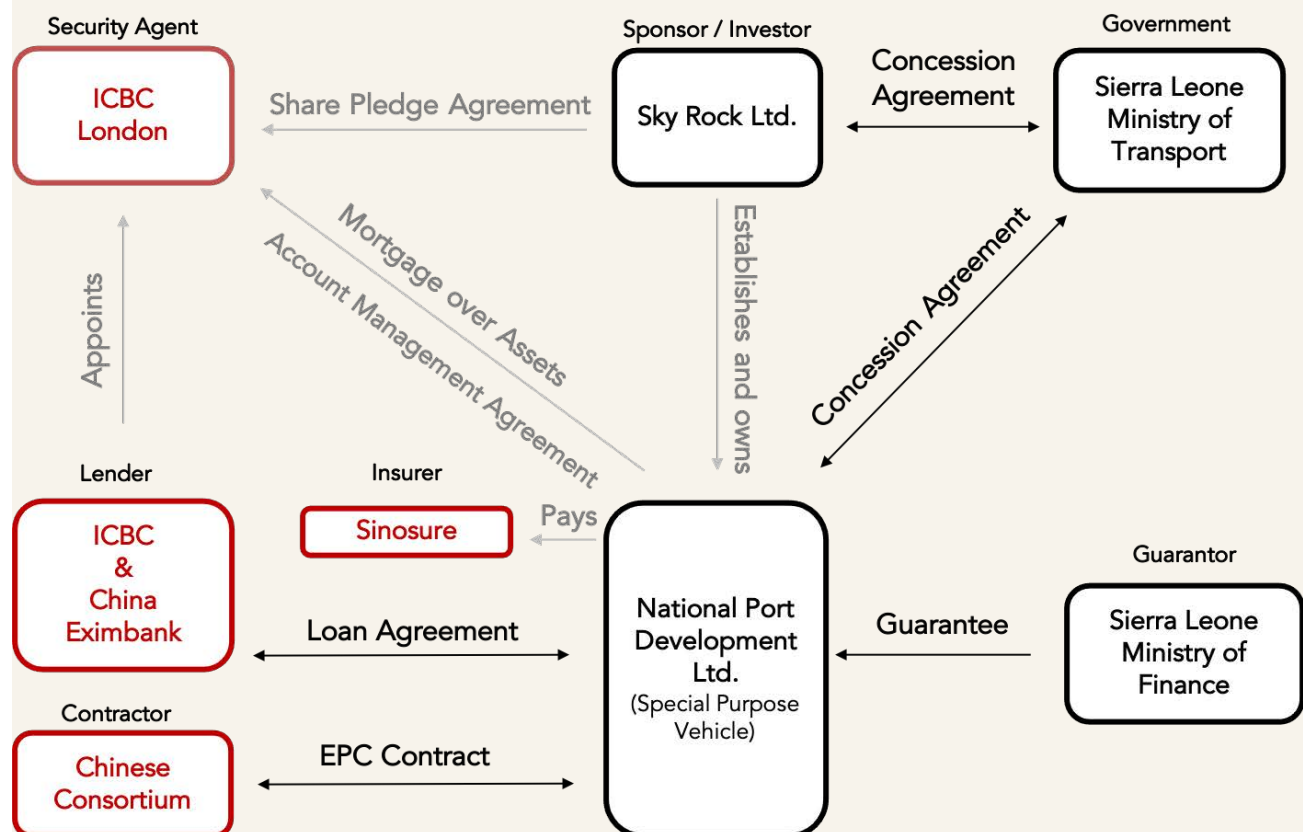 Security Agent
ICBC
London
Share Pledge Agreement
Sponsor / Investor
Sky Rock Ltd.
Concession
Agreement
Government
Sierra Leone
Ministry of
Transport
Appoints
Mortgage over Assets
Account Management Agreement
Establishes and owns
Concession Agreement
Lender
ICBC
&
China
Eximbank
Insurer
Sinosure
Pays
Loan Agreement
National Port
Development
Ltd.
(Special Purpose
Vehicle)
Guarantee
Guarantor
Sierra Leone
Ministry of
Finance
Contractor
Chinese
Consortium
EPC Contract